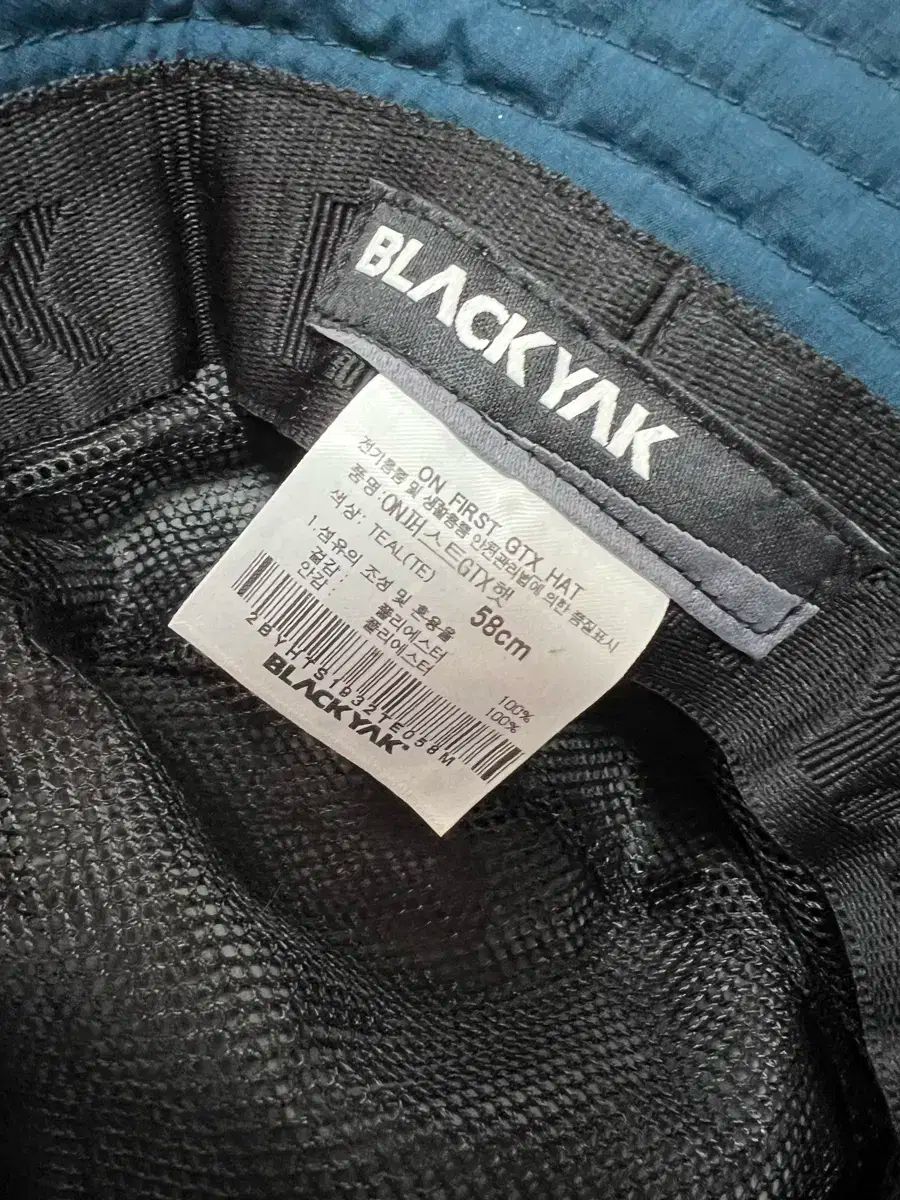 BLACKYAK
ON FIRST GTX HAT
전기용품 및 생활용품 안전관리법에 의한 품질표시
품명:ON퍼스트GTX햇
색상: TEAL(TE) 58cm
1.섬유의 조성 및 혼용율
겉감: 폴리에스터 100%
안감: 폴리에스터 100%
2BYHTS1932TE058M
BLACKYAK